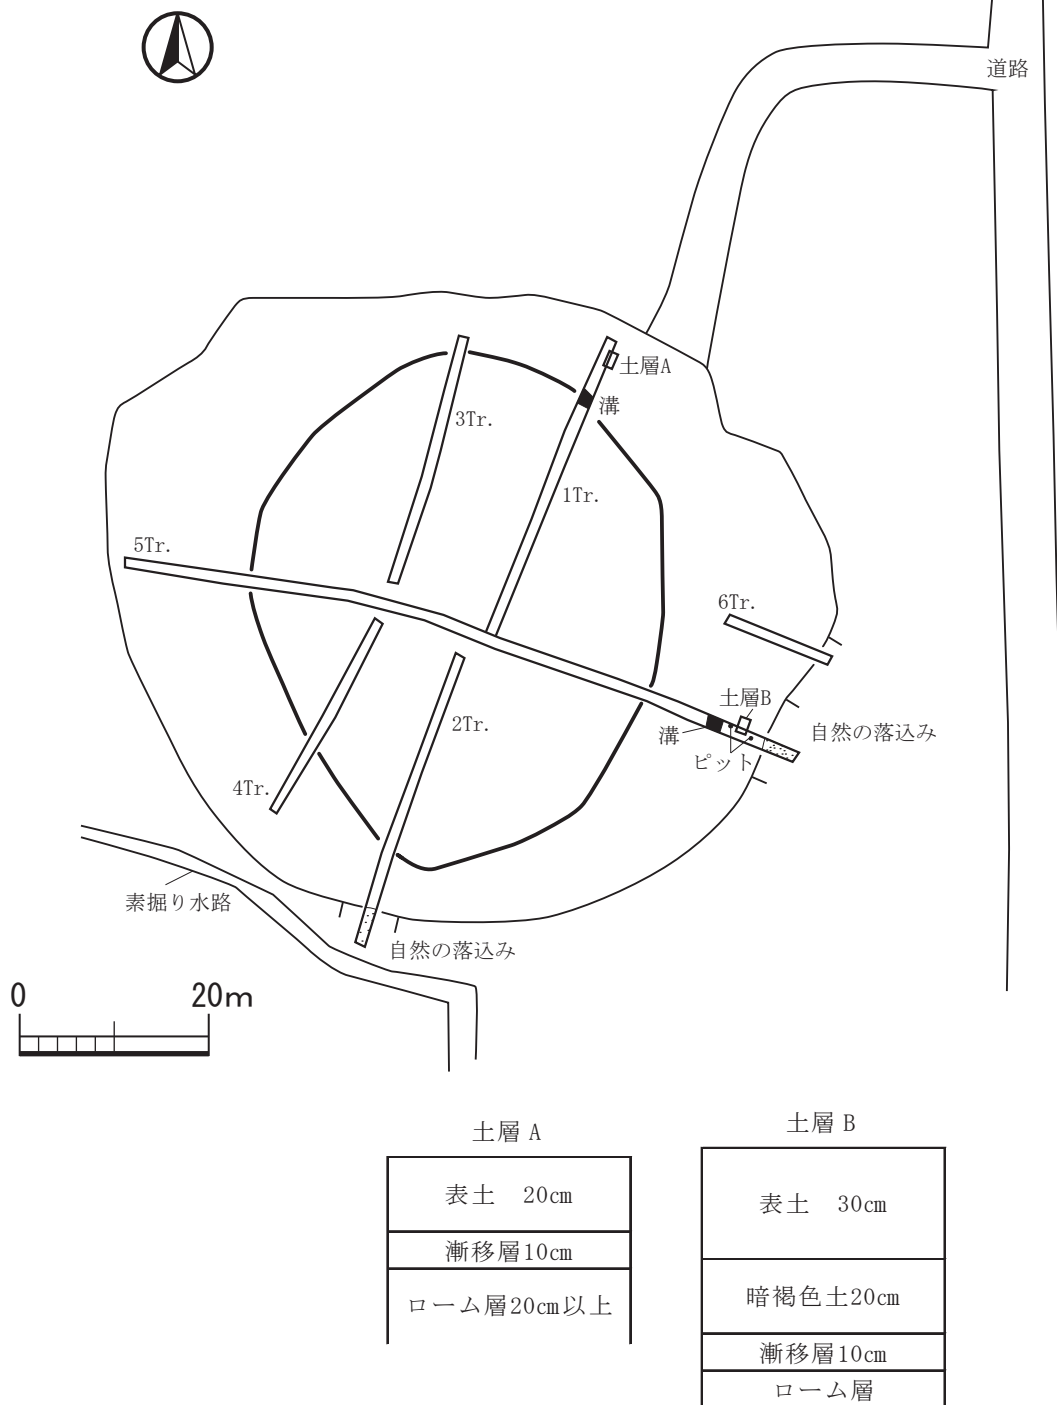 道路
土層A
溝
3Tr.
1Tr.
5Tr.
6Tr.
土層B
2Tr.
溝
自然の落込み
ピット
4Tr.
素掘り水路
自然の落込み
0 20m
土層 A
表土 20cm
漸移層10cm
ローム層20cm以上
土層 B
表土 30cm
暗褐色土20cm
漸移層10cm
ローム層